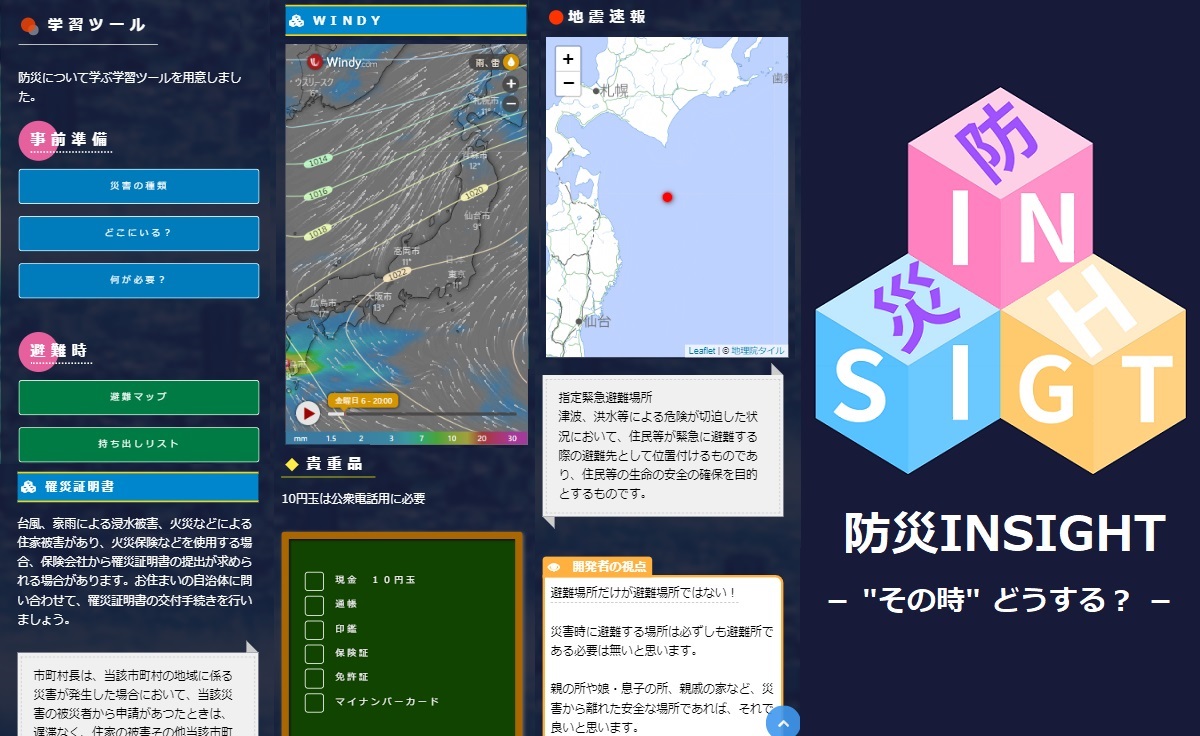 学習ツール
防災について学ぶ学習ツールを用意しまし
た。
事前準備
災害の種類
どこにいる？
何が必要？
避難時
避難マップ
持ち出しリスト
罹災証明書
台風、豪雨による浸水被害、火災などによる
住家被害があり、火災保険などを使用する場
合、保険会社から罹災証明書の提出が求めら
れる場合があります。お住まいの自治体に問
い合わせて、罹災証明書の交付手続きを行い
ましょう。
市町村長は、当該市町村の地域に係る
災害が発生した場合において、当該災
害の被災者から申請があつたときは、
遅滞なく、住家の被害その他当該市町
WINDY
Windy.com
雨、雷
ウスリースク
6°
+
−
札幌市
11°
1014
12°
1016
1020
仙台市
9°
1018
高岡市
11°
1022
日本
東京
11°
広島市
12°
大阪市
13°
金曜日 6 - 20:00
mm 1.5 2 3 7 10 20 30
貴重品
10円玉は公衆電話用に必要
現金　１０円玉
通帳
印鑑
保険証
免許証
マイナンバーカード
地震速報
+
−
札幌
仙台
Leaflet | © 地理院タイル
指定緊急避難場所
津波、洪水等による危険が切迫した状
況において、住民等が緊急に避難する
際の避難先として位置付けるものであ
り、住民等の生命の安全の確保を目的
とするものです。
開発者の視点
避難場所だけが避難場所ではない！
災害時に避難する場所は必ずしも避難所で
ある必要は無いと思います。
親の所や娘・息子の所、親戚の家など、災
害から離れた安全な場所であれば、それで
良いと思います。
防
IN
災
H
SI
GT
防災INSIGHT
– "その時" どうする？ –